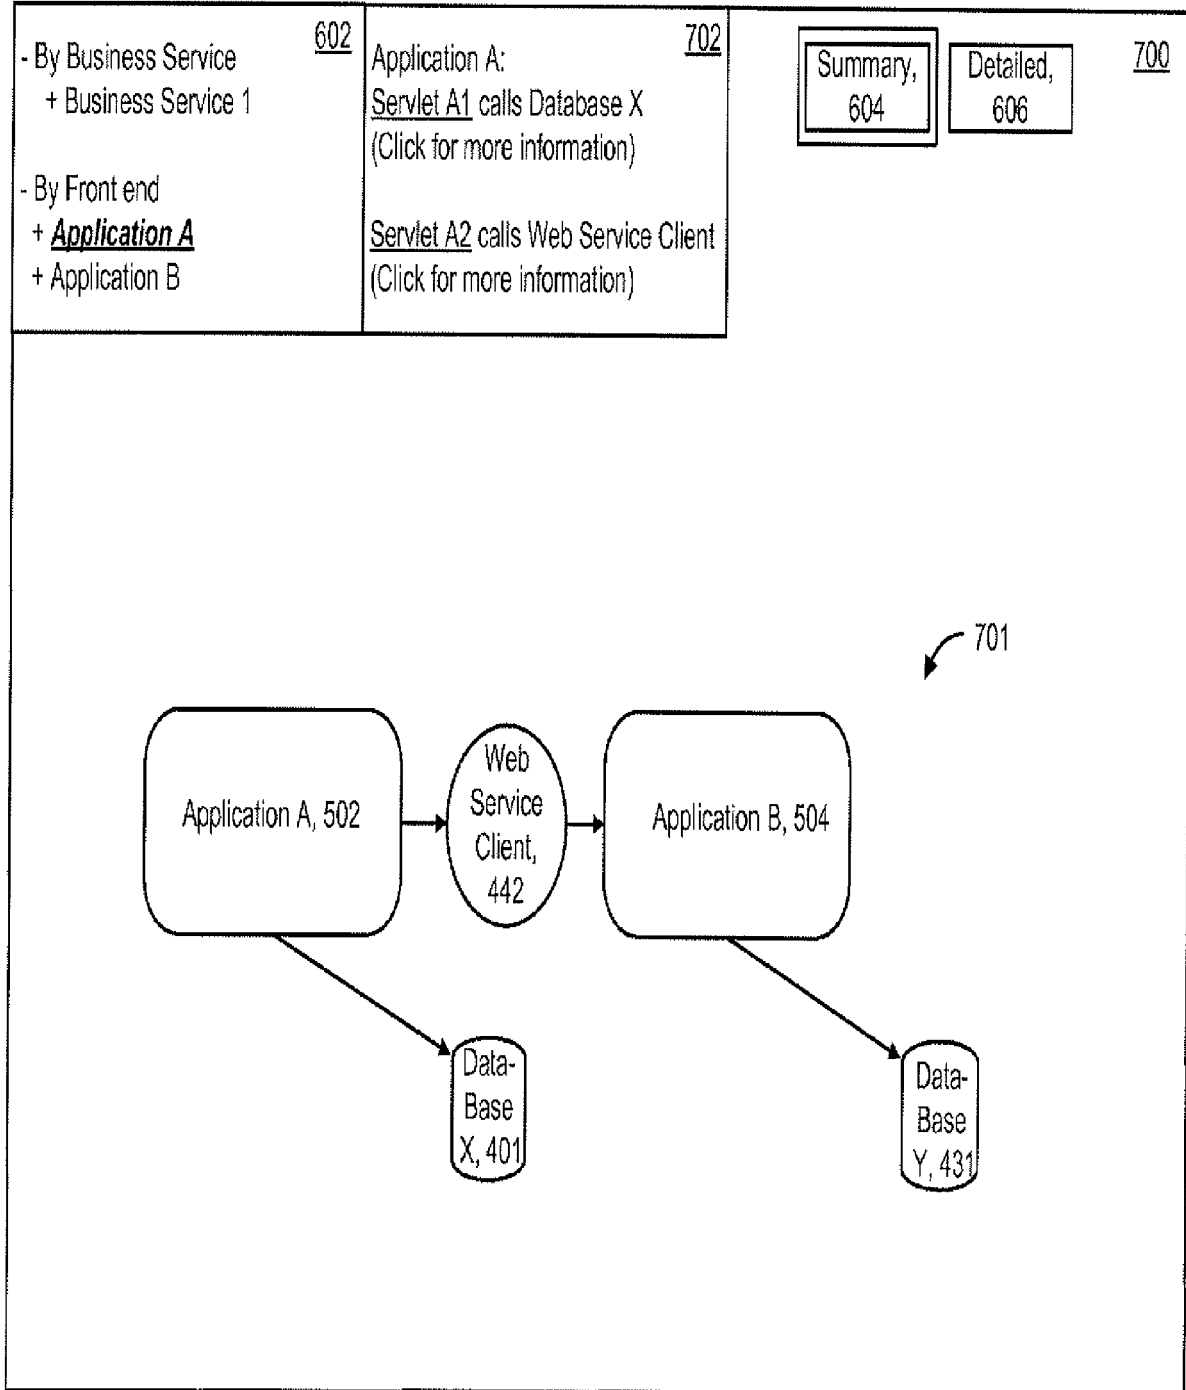 602
- By Business Service
+ Business Service 1
- By Front end
+ Application A
+ Application B
702
Application A:
Servlet A1 calls Database X
(Click for more information)
Servlet A2 calls Web Service Client
(Click for more information)
Summary,
604
Detailed,
606
700
701
Application A, 502
Web
Service
Client,
442
Application B, 504
Data-
Base
X, 401
Data-
Base
Y, 431